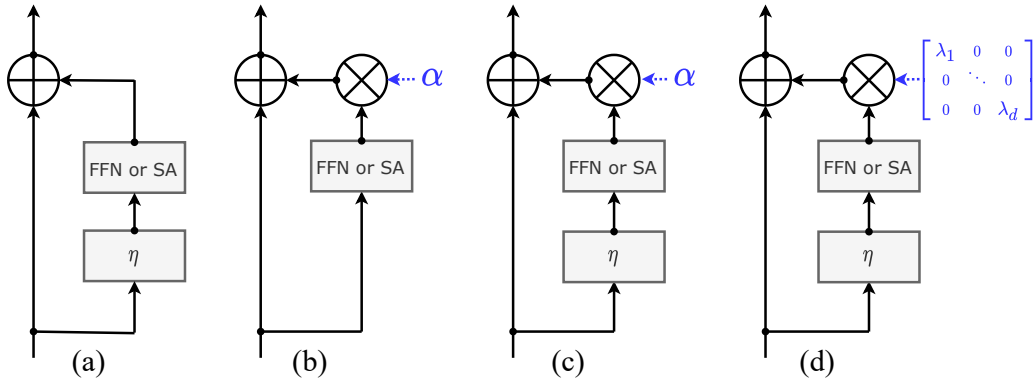 α
α
λ₁ 0 0
0 ⋱ 0
0 0 λ_d
FFN or SA
FFN or SA
FFN or SA
FFN or SA
η
η
η
(a)
(b)
(c)
(d)